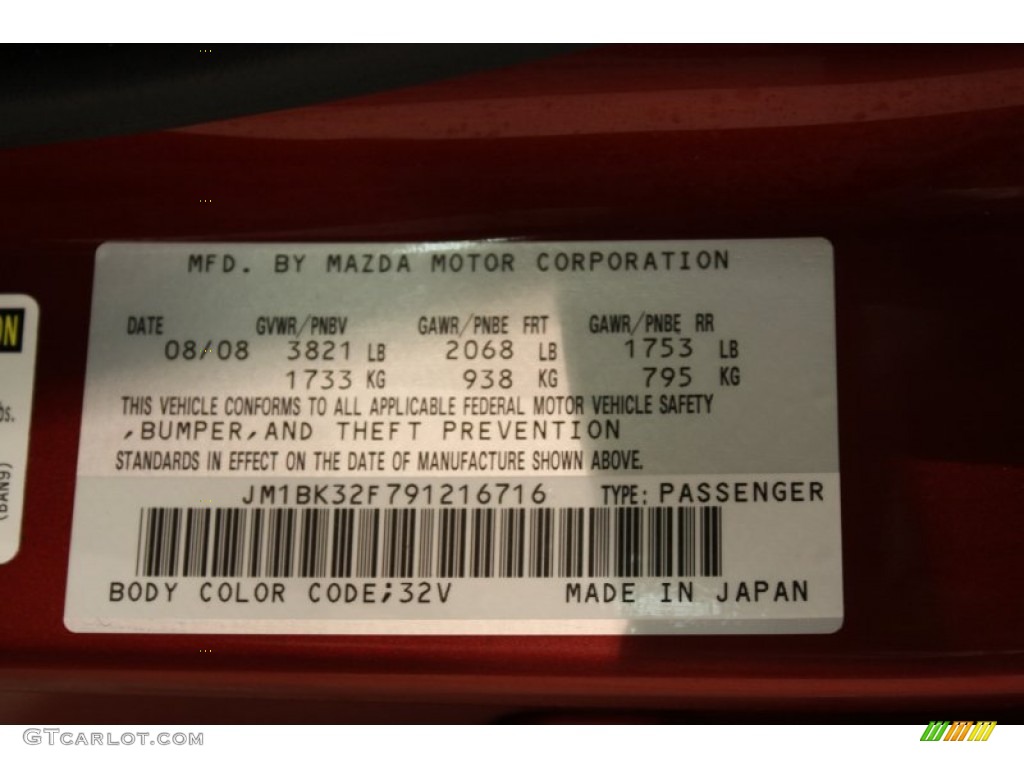 MFD. BY MAZDA MOTOR CORPORATION
DATE GVWR/PNBV GAWR/PNBE FRT GAWR/PNBE RR
08/08 3821 LB 2068 LB 1753 LB
1733 KG 938 KG 795 KG
THIS VEHICLE CONFORMS TO ALL APPLICABLE FEDERAL MOTOR VEHICLE SAFETY
,BUMPER,AND THEFT PREVENTION
STANDARDS IN EFFECT ON THE DATE OF MANUFACTURE SHOWN ABOVE.
JM1BK32F791216716 TYPE: PASSENGER
BODY COLOR CODE;32V MADE IN JAPAN
ON
bs.
(BAN9)
GTCARLOT.COM